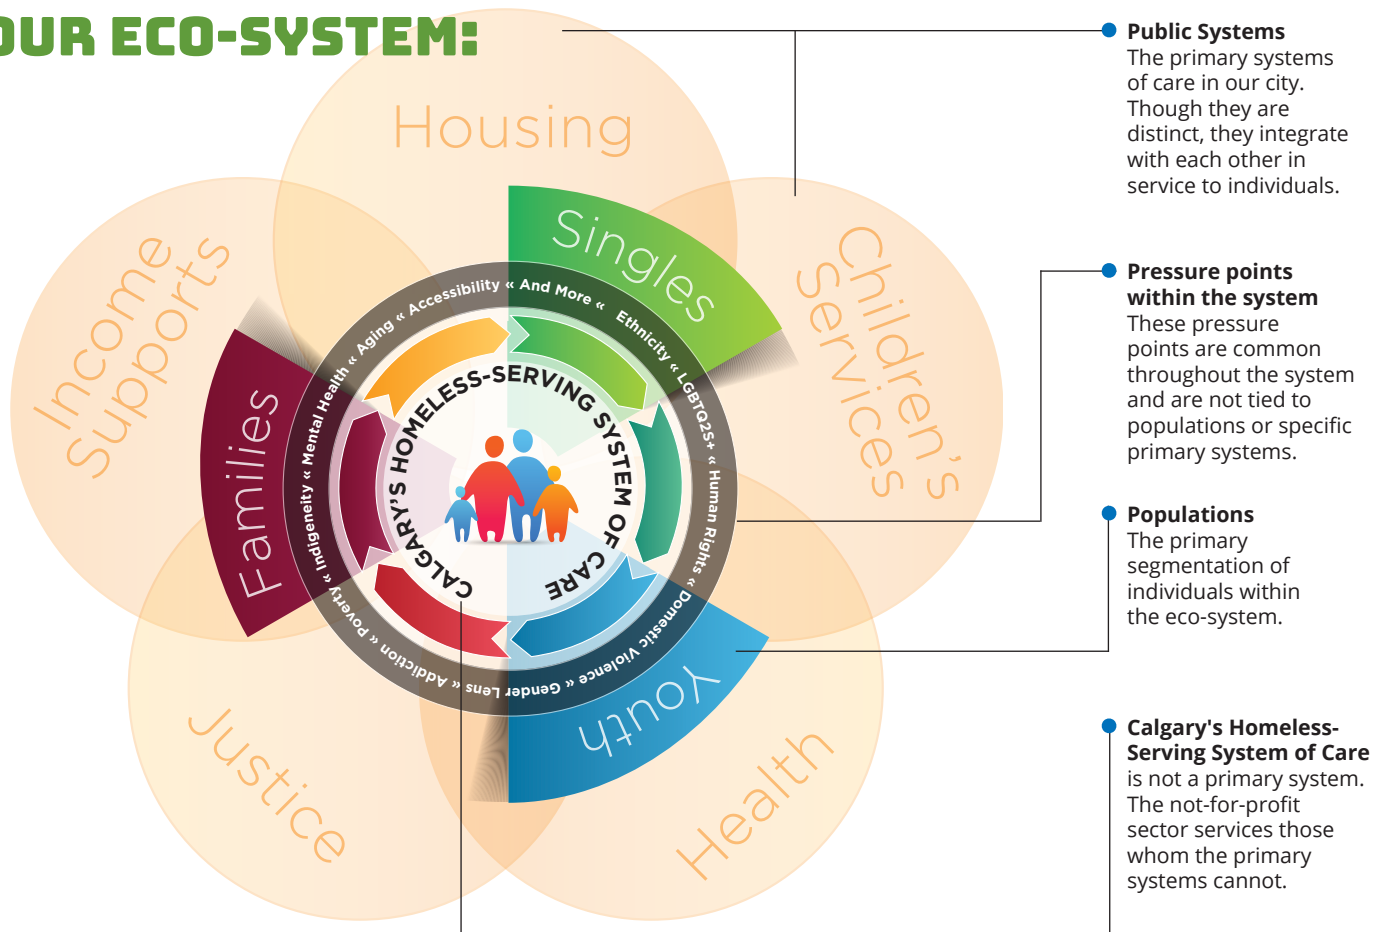 OUR ECO-SYSTEM:
Housing
Income
Supports
Children's
Services
Justice
Health
Singles
Families
Youth
Aging « Accessibility « And More « Ethnicity « LGBTQ2S+ « Human Rights « Domestic Violence « Gender Lens « Addiction « Poverty « Indigeneity « Mental Health «
CALGARY'S HOMELESS-SERVING SYSTEM OF CARE
Public Systems
The primary systems
of care in our city.
Though they are
distinct, they integrate
with each other in
service to individuals.
Pressure points
within the system
These pressure
points are common
throughout the system
and are not tied to
populations or specific
primary systems.
Populations
The primary
segmentation of
individuals within
the eco-system.
Calgary's Homeless-
Serving System of Care
is not a primary system.
The not-for-profit
sector services those
whom the primary
systems cannot.